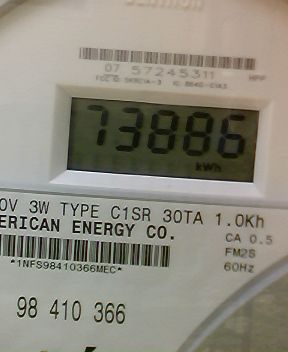 07 57245311
HPP
73886
kWh
0V 3W TYPE C1SR 30TA 1.0Kh
ERICAN ENERGY CO.
CA 0.5
FM2S
60Hz
*1NFS98410366MEC*
98 410 366